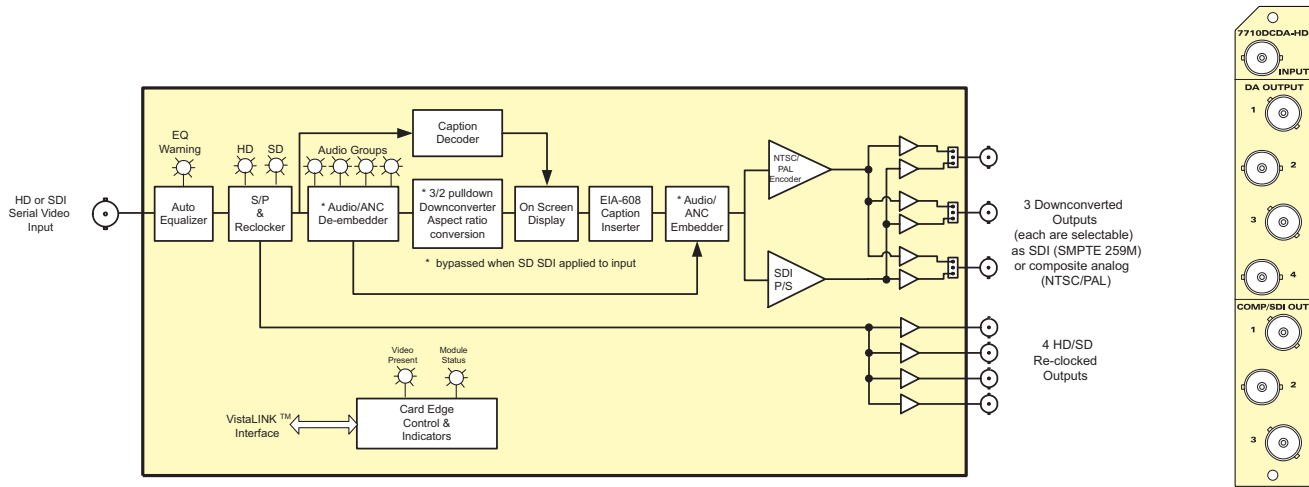 EQ
Warning
HD
SD
Audio Groups
Caption
Decoder
HD or SDI
Serial Video
Input
Auto
Equalizer
S/P
&
Reclocker
* Audio/ANC
De-embedder
* 3/2 pulldown
Downconverter
Aspect ratio
conversion
On Screen
Display
EIA-608
Caption
Inserter
* Audio/
ANC
Embedder
* bypassed when SD SDI applied to input
NTSC/
PAL
Encoder
SDI
P/S
3 Downconverted
Outputs
(each are selectable)
as SDI (SMPTE 259M)
or composite analog
(NTSC/PAL)
4 HD/SD
Re-clocked
Outputs
Video
Present
Module
Status
VistaLINK ™
Interface
Card Edge
Control &
Indicators
7710DCDA-HD
INPUT
DA OUTPUT
1
2
3
4
COMP/SDI OUT
1
2
3